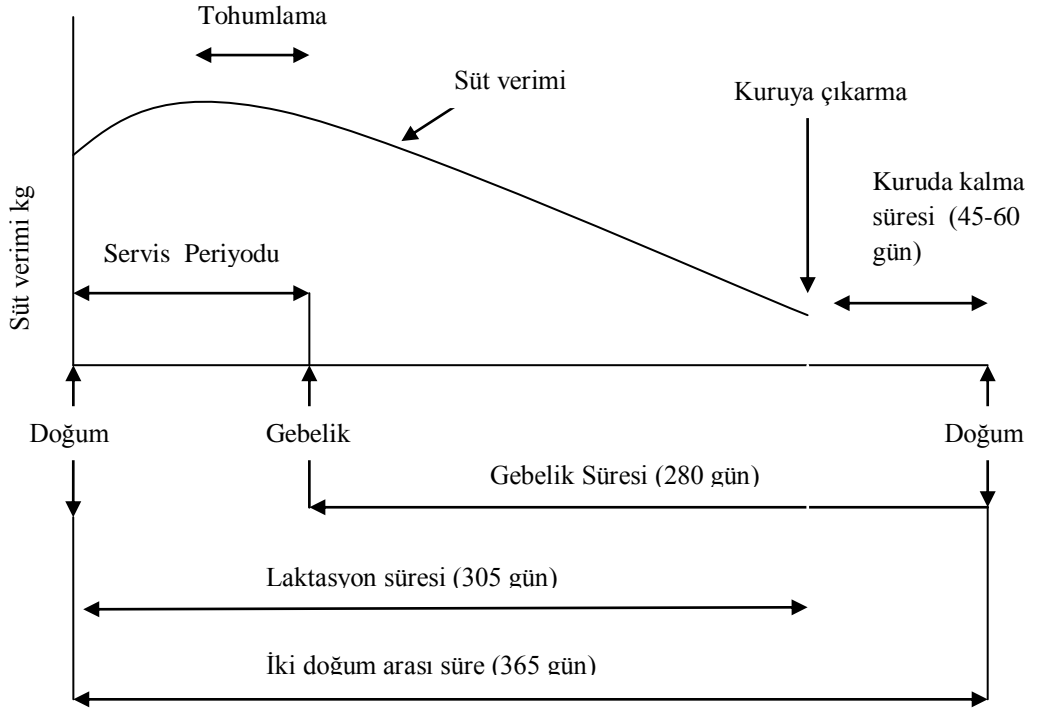 Tohumlama
Süt verimi
Kuruya çıkarma
Kuruda kalma
süresi (45-60
gün)
Süt verimi kg
Servis Periyodu
Doğum
Gebelik
Doğum
Gebelik Süresi (280 gün)
Laktasyon süresi (305 gün)
İki doğum arası süre (365 gün)